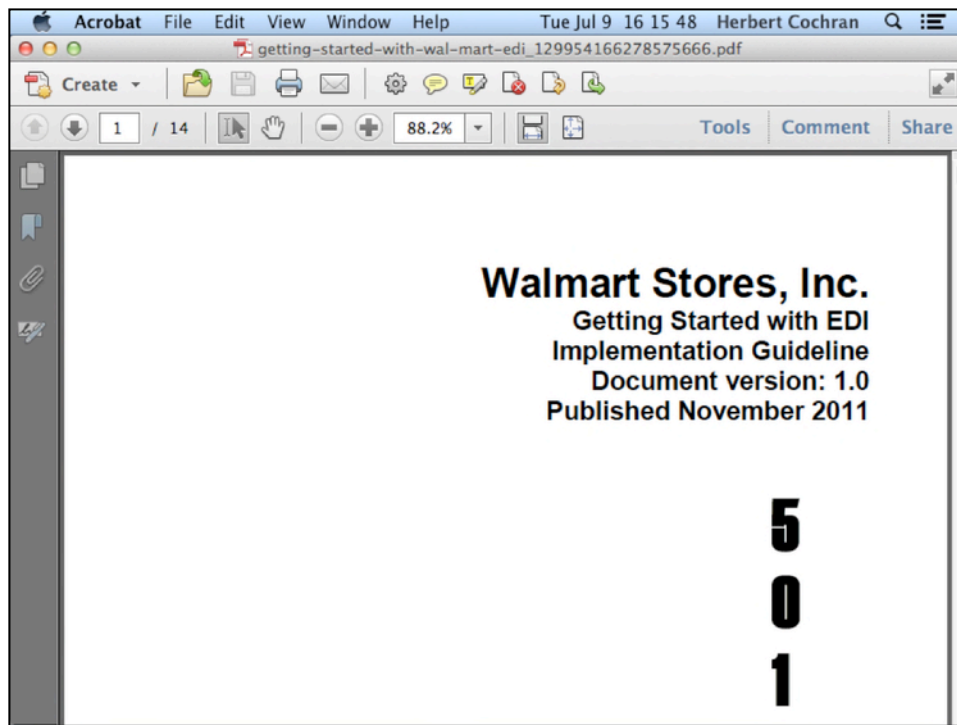 Acrobat File Edit View Window Help Tue Jul 9 16 15 48 Herbert Cochran
getting-started-with-wal-mart-edi_129954166278575666.pdf
Create
1 / 14 88.2% Tools Comment Share
Walmart Stores, Inc.
Getting Started with EDI
Implementation Guideline
Document version: 1.0
Published November 2011
5
0
1